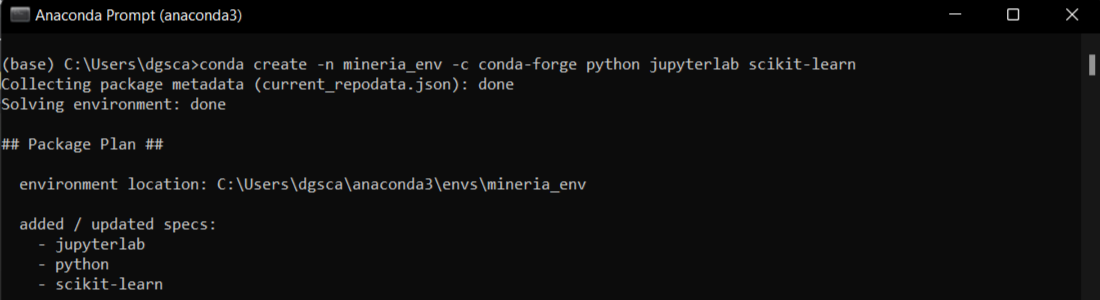 Anaconda Prompt (anaconda3)
(base) C:\Users\dgsca>conda create -n mineria_env -c conda-forge python jupyterlab scikit-learn
Collecting package metadata (current_repodata.json): done
Solving environment: done
## Package Plan ##
environment location: C:\Users\dgsca\anaconda3\envs\mineria_env
added / updated specs:
- jupyterlab
- python
- scikit-learn